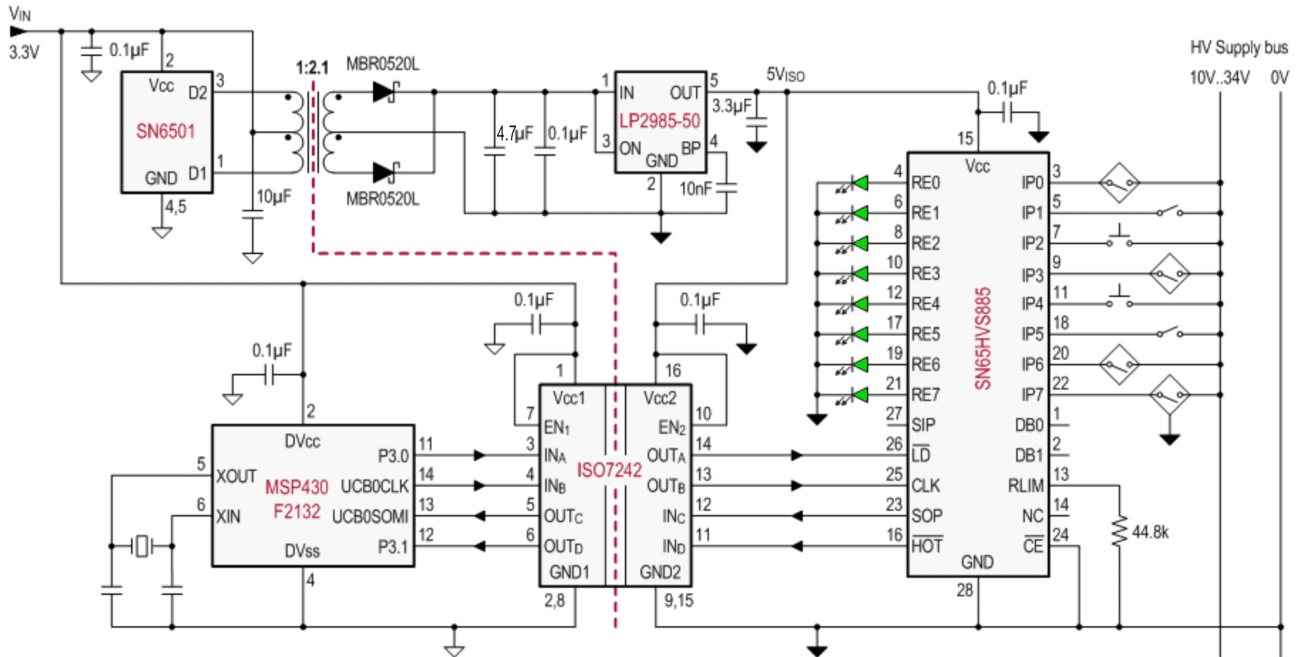 VIN
3.3V
0.1µF
2
Vcc
SN6501
D2
3
D1
1
GND
4,5
10µF
1:2.1
MBR0520L
MBR0520L
4.7µF
0.1µF
1
IN
OUT
5
LP2985-50
3
ON
BP
4
GND
2
10nF
3.3µF
5VISO
0.1µF
HV Supply bus
10V..34V 0V
15
Vcc
4 RE0 IP0 3
6 RE1 IP1 5
8 RE2 IP2 7
10 RE3 IP3 9
12 RE4 IP4 11
17 RE5 IP5 18
19 RE6 IP6 20
21 RE7 IP7 22
27 SIP DB0 1
26 LD DB1 2
25 CLK RLIM 13
23 SOP NC 14
16 HOT CE 24
SN65HVS885
GND
28
44.8k
0.1µF
0.1µF
0.1µF
1
16
Vcc1
Vcc2
7
EN1
EN2
10
3 INA OUTA 14
4 INB OUTB 13
5 OUTC INC 12
6 OUTD IND 11
ISO7242
GND1
GND2
2,8
9,15
2
DVcc
5
XOUT
6
XIN
MSP430
F2132
P3.0 11
UCB0CLK 14
UCB0SOMI 13
P3.1 12
DVss
4